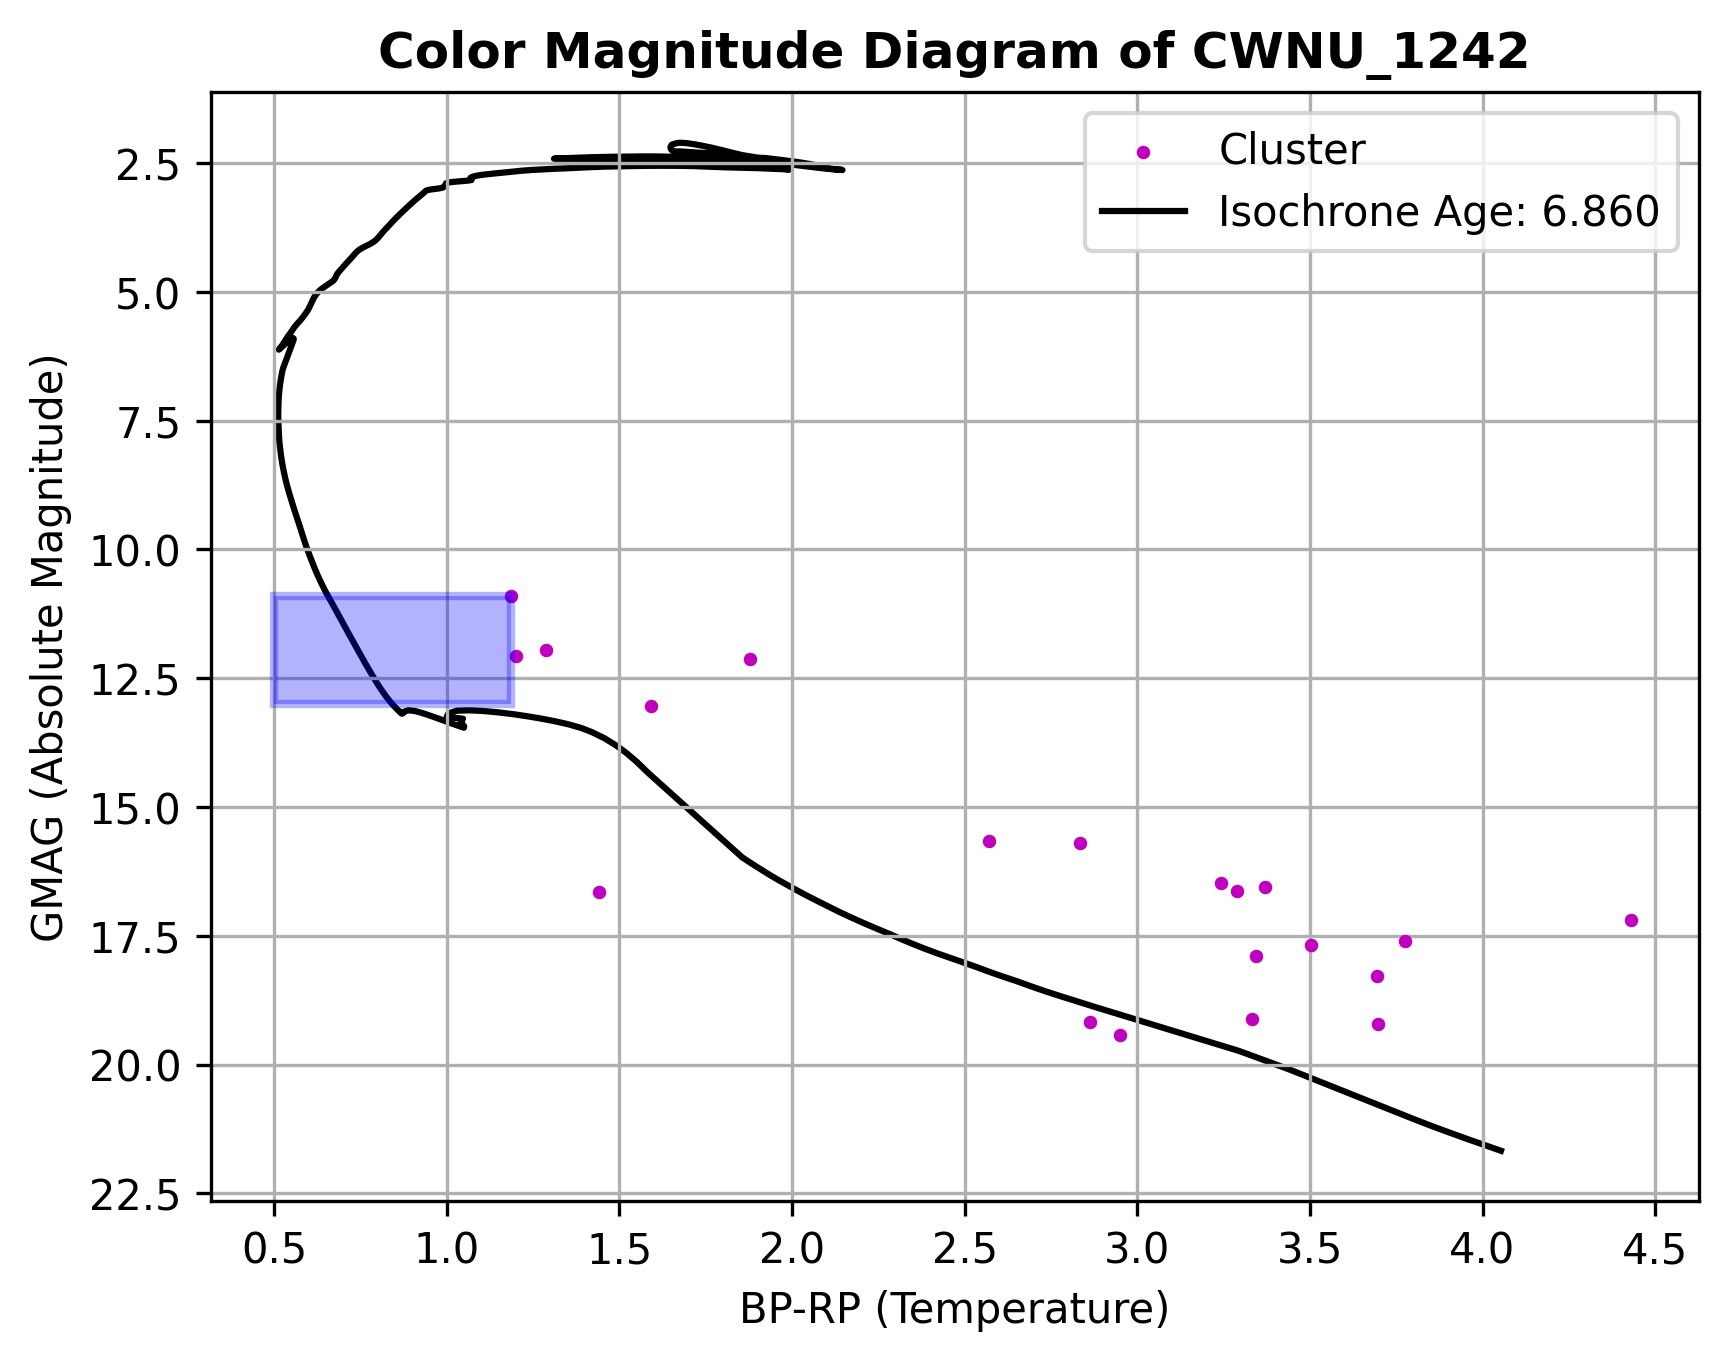 Color Magnitude Diagram of CWNU_1242
Cluster
Isochrone Age: 6.860
GMAG (Absolute Magnitude)
2.5
5.0
7.5
10.0
12.5
15.0
17.5
20.0
22.5
0.5 1.0 1.5 2.0 2.5 3.0 3.5 4.0 4.5
BP-RP (Temperature)